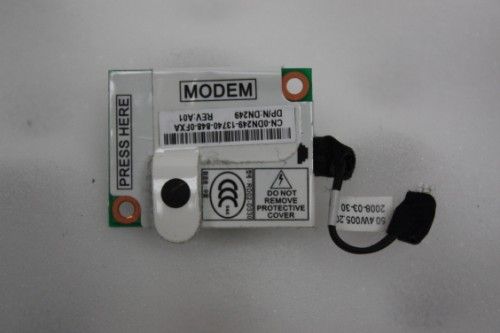 MODEM
PRESS HERE
CN-0DN249-13740-848-0FXA
REV:A01 DP/N:DN249
DO NOT
REMOVE
PROTECTIVE
COVER
2008-03-30